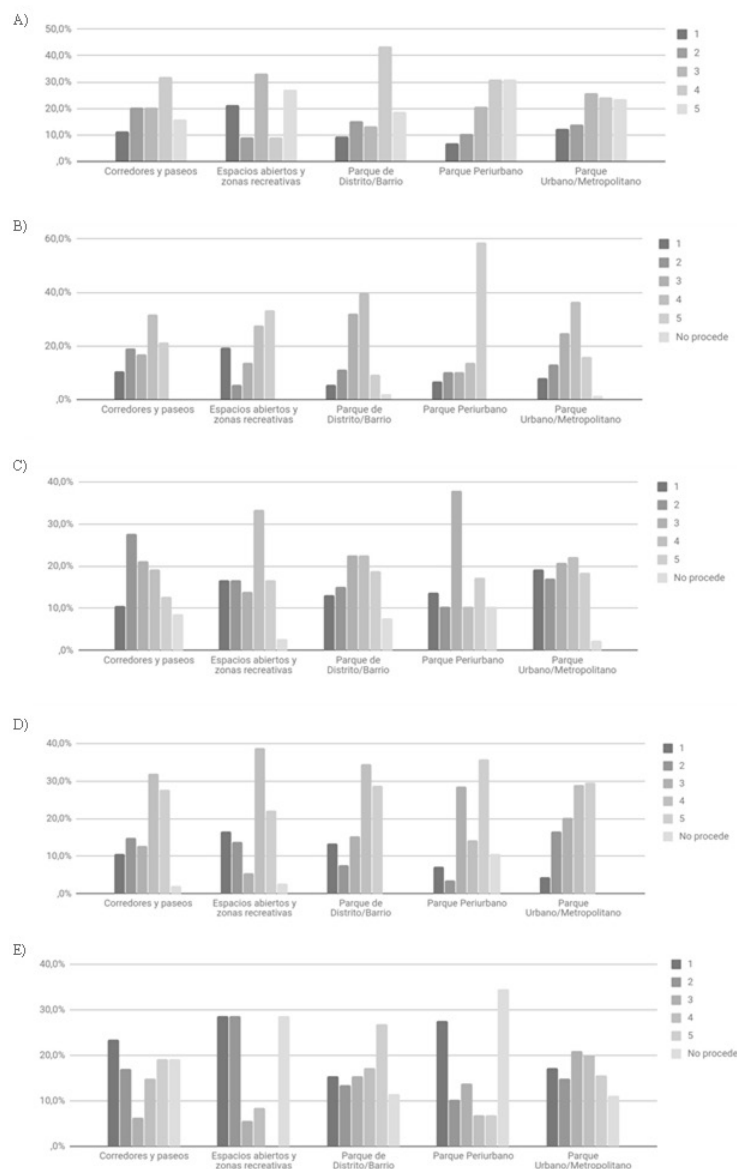 A)
50,0%
40,0%
30,0%
20,0%
10,0%
,0%
Corredores y paseos
Espacios abiertos y
zonas recreativas
Parque de
Distrito/Barrio
Parque Periurbano
Parque
Urbano/Metropolitano
1
2
3
4
5
B)
60,0%
40,0%
20,0%
,0%
Corredores y paseos
Espacios abiertos y
zonas recreativas
Parque de
Distrito/Barrio
Parque Periurbano
Parque
Urbano/Metropolitano
1
2
3
4
5
No procede
C)
40,0%
30,0%
20,0%
10,0%
,0%
Corredores y paseos
Espacios abiertos y
zonas recreativas
Parque de
Distrito/Barrio
Parque Periurbano
Parque
Urbano/Metropolitano
1
2
3
4
5
No procede
D)
40,0%
30,0%
20,0%
10,0%
,0%
Corredores y paseos
Espacios abiertos y
zonas recreativas
Parque de
Distrito/Barrio
Parque Periurbano
Parque
Urbano/Metropolitano
1
2
3
4
5
No procede
E)
40,0%
30,0%
20,0%
10,0%
,0%
Corredores y paseos
Espacios abiertos y
zonas recreativas
Parque de
Distrito/Barrio
Parque Periurbano
Parque
Urbano/Metropolitano
1
2
3
4
5
No procede